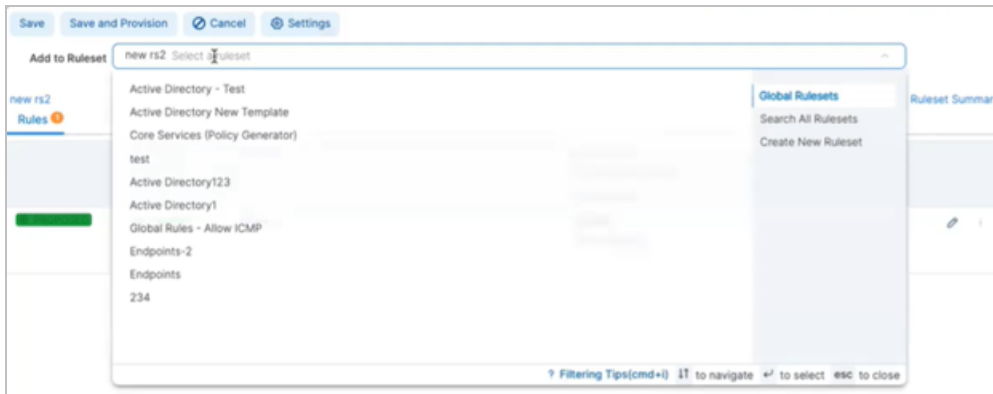 Save Save and Provision Cancel Settings
Add to Ruleset new rs2 Select a ruleset
Active Directory - Test
Active Directory New Template
Core Services (Policy Generator)
test
Active Directory123
Active Directory1
Global Rules - Allow ICMP
Endpoints-2
Endpoints
234
Global Rulesets
Search All Rulesets
Create New Ruleset
new rs2
Rules 1
Ruleset Summar
? Filtering Tips(cmd+i) ↓↑ to navigate ↵ to select esc to close